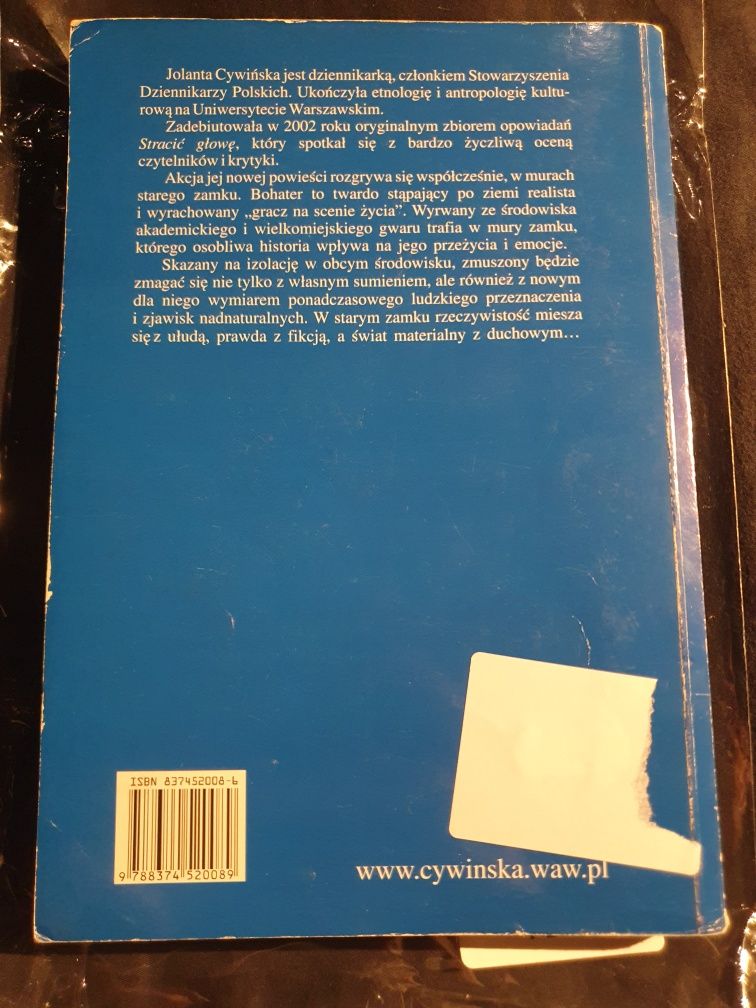 Jolanta Cywińska jest dziennikarką, członkiem Stowarzyszenia
Dziennikarzy Polskich. Ukończyła etnologię i antropologię kultu-
rową na Uniwersytecie Warszawskim.
Zadebiutowała w 2002 roku oryginalnym zbiorem opowiadań
Stracić głowę, który spotkał się z bardzo życzliwą oceną
czytelników i krytyki.
Akcja jej nowej powieści rozgrywa się współcześnie, w murach
starego zamku. Bohater to twardo stąpający po ziemi realista
i wyrachowany „gracz na scenie życia”. Wyrwany ze środowiska
akademickiego i wielkomiejskiego gwaru trafia w mury zamku,
którego osobliwa historia wpływa na jego przeżycia i emocje.
Skazany na izolację w obcym środowisku, zmuszony będzie
zmagać się nie tylko z własnym sumieniem, ale również z nowym
dla niego wymiarem ponadczasowego ludzkiego przeznaczenia
i zjawisk nadnaturalnych. W starym zamku rzeczywistość miesza
się z ułudą, prawda z fikcją, a świat materialny z duchowym...
ISBN 837452008-6
9 788374 520089
www.cywinska.waw.pl